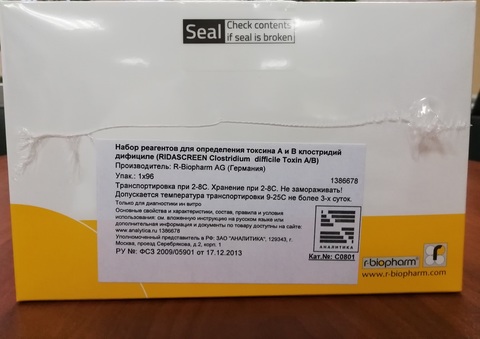 Seal Check contents
if seal is broken
Набор реагентов для определения токсина А и В клостридий
дифициле (RIDASCREEN Clostridium difficile Toxin A/B)
Производитель: R-Biopharm AG (Германия)
Упак.: 1x96
1386678
Транспортировка при 2-8С. Хранение при 2-8С. Не замораживать!
Допускается температура транспортировки 9-25С не более 3-х суток.
Только для диагностики ин витро
Основные свойства и характеристики, состав, правила и условия
использования см. вложенную инструкцию на русском языке или
дополнительная информация и документы по товару доступны на сайте:
www.analytica.ru 1386678
Уполномоченный представитель в РФ: ЗАО "АНАЛИТИКА", 129343, г.
Москва, проезд Серебрякова, д.2, корп. 1
РУ №: ФСЗ 2009/05901 от 17.12.2013
АНАЛИТИКА
Кат.№: C0801
r-biopharm
www.r-biopharm.com